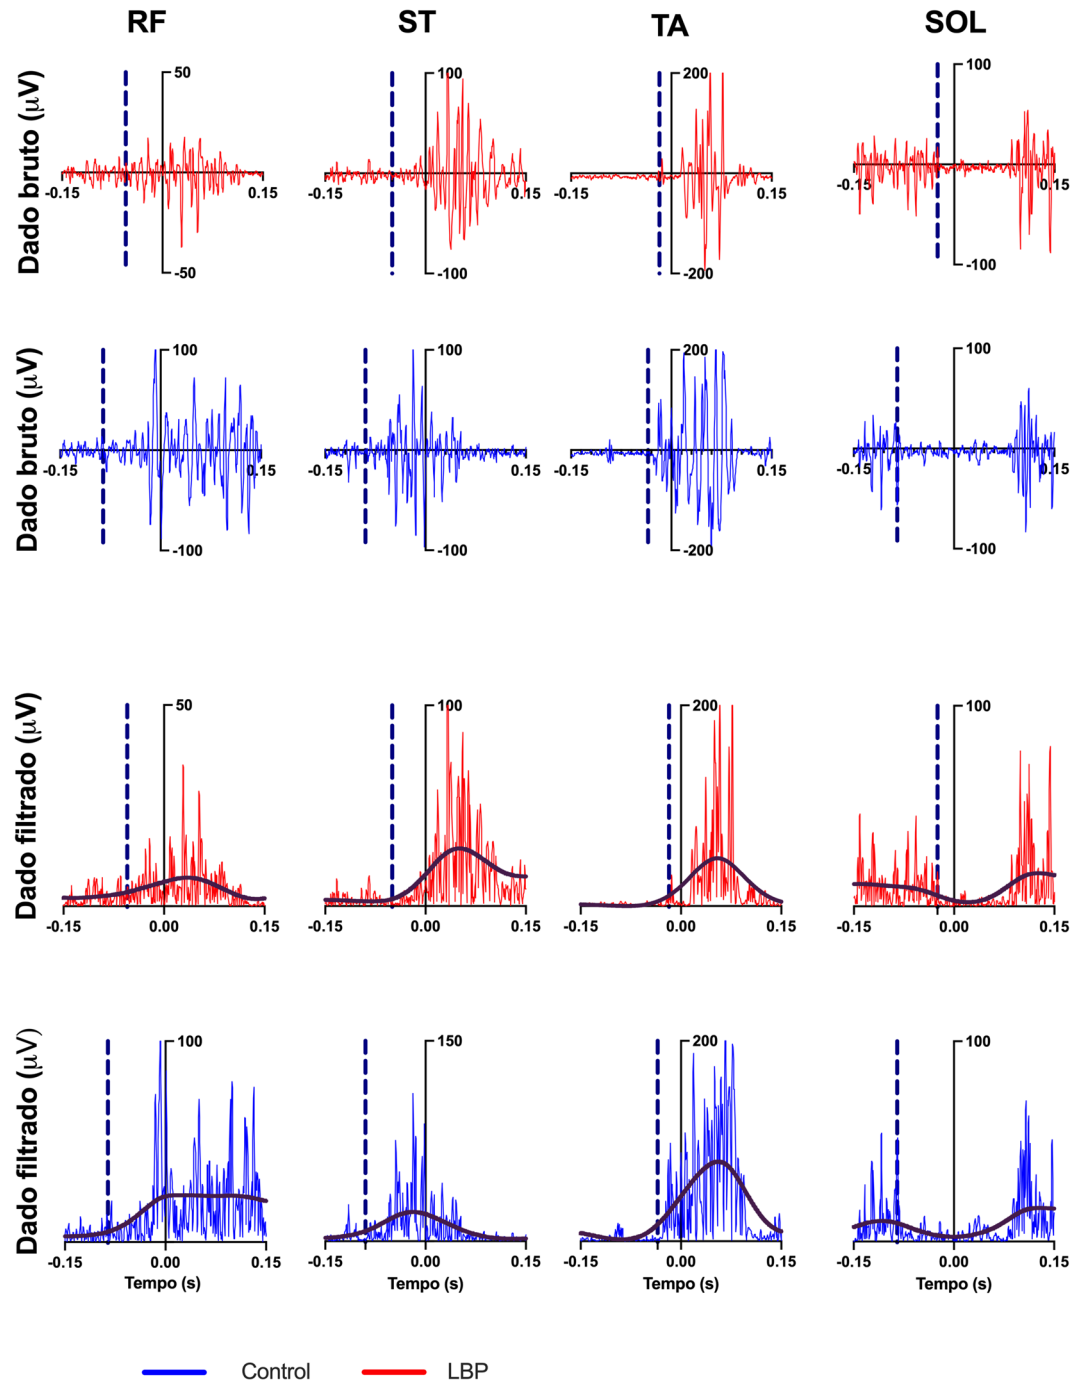 RF ST TA SOL
Dado bruto (μV)
50 100 200 100
-0.15 0.15 -0.15 0.15 -0.15 0.15 -0.15 0.15
-50 -100 -200 -100
Dado bruto (μV)
100 100 200 100
-0.15 0.15 -0.15 0.15 -0.15 0.15 -0.15 0.15
-100 -100 -200 -100
Dado filtrado (μV)
50 100 200 100
-0.15 0.00 0.15 -0.15 0.00 0.15 -0.15 0.00 0.15 -0.15 0.00 0.15
Dado filtrado (μV)
100 150 200 100
-0.15 0.00 0.15 -0.15 0.00 0.15 -0.15 0.00 0.15 -0.15 0.00 0.15
Tempo (s) Tempo (s) Tempo (s) Tempo (s)
Control LBP